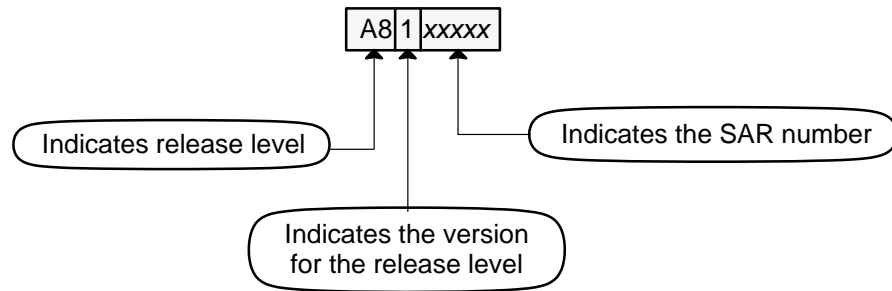 A8 1 xxxxx
Indicates release level
Indicates the SAR number
Indicates the version
for the release level